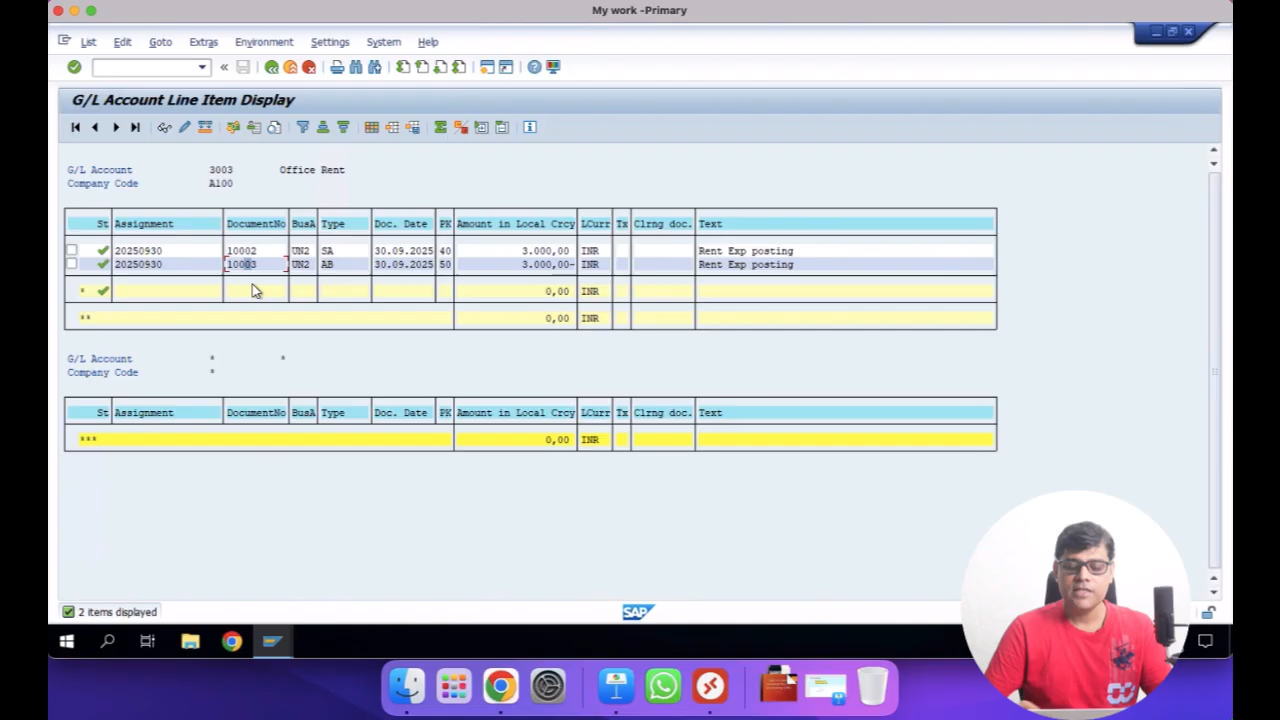 My work -Primary
List Edit Goto Extras Environment Settings System Help
G/L Account Line Item Display
G/L Account 3003 Office Rent
Company Code A100
St Assignment DocumentNo BusA Type Doc. Date PK Amount in Local Crcy LCurr Tx Clrng doc. Text
20250930 10002 UN2 SA 30.09.2025 40 3.000,00 INR Rent Exp posting
20250930 10003 UN2 AB 30.09.2025 50 3.000,00- INR Rent Exp posting
* 0,00 INR
** 0,00 INR
G/L Account * *
Company Code *
St Assignment DocumentNo BusA Type Doc. Date PK Amount in Local Crcy LCurr Tx Clrng doc. Text
*** 0,00 INR
2 items displayed
SAP